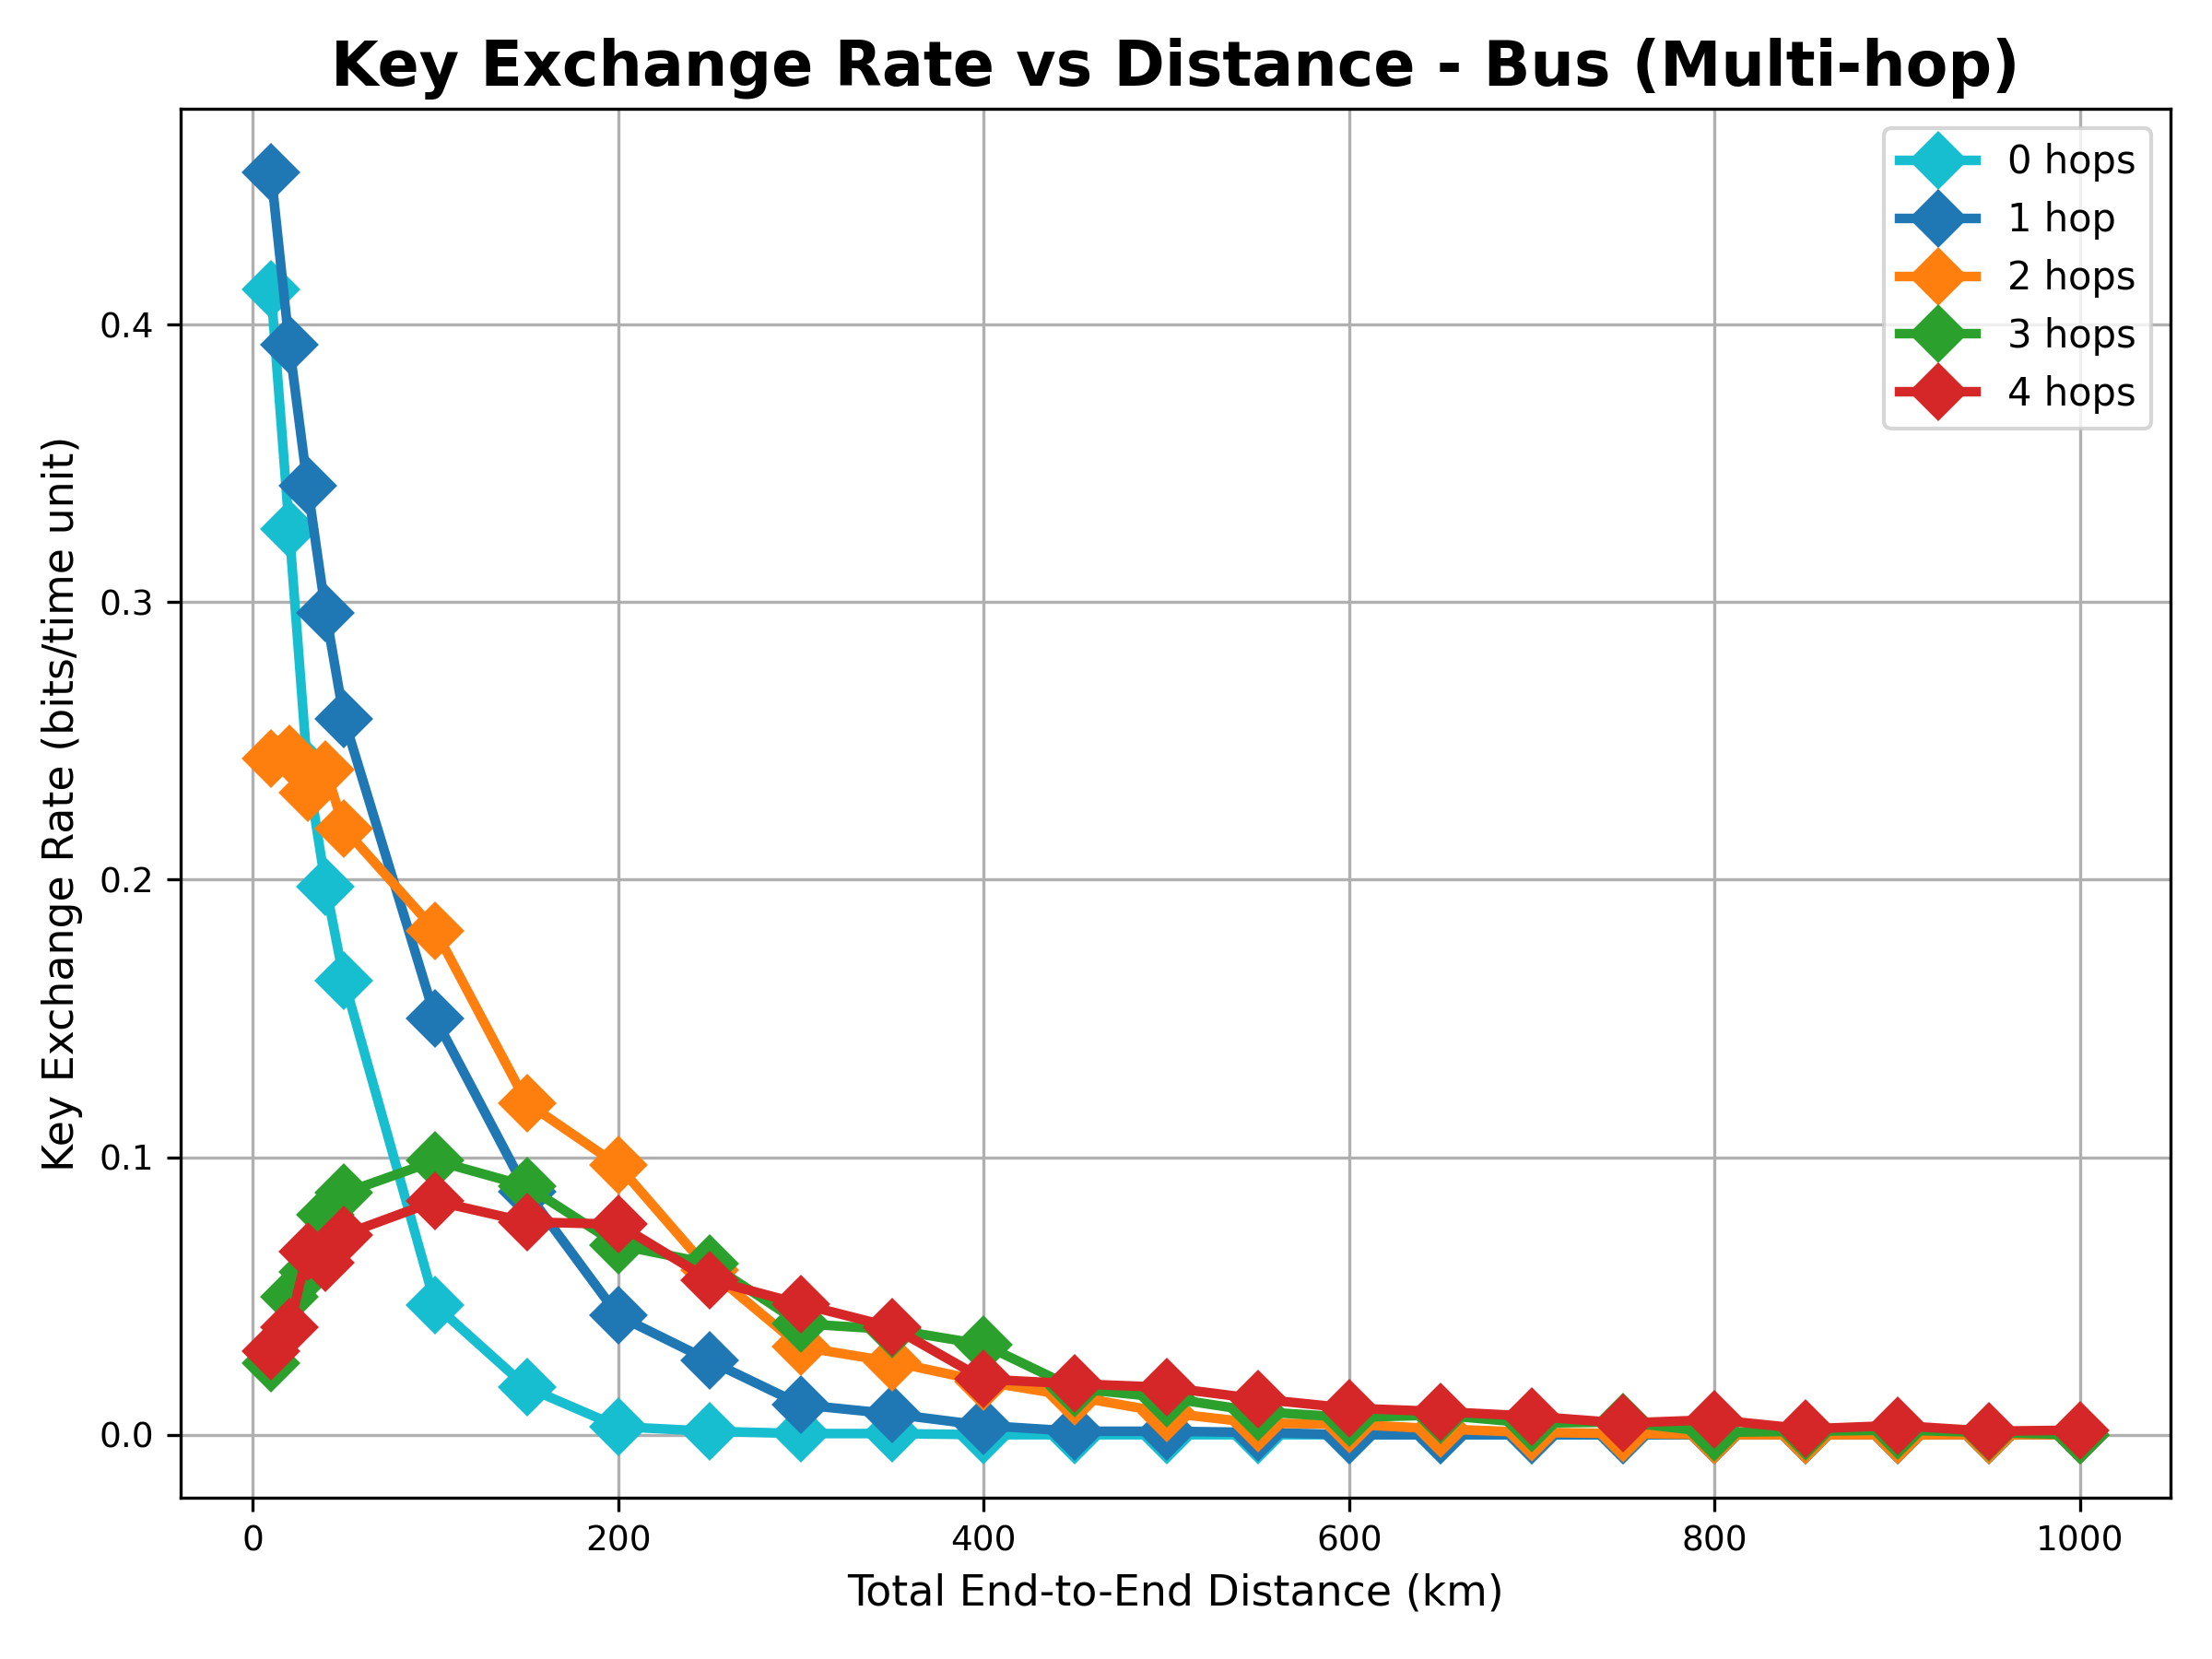 Key Exchange Rate vs Distance - Bus (Multi-hop)
0 hops
1 hop
2 hops
3 hops
4 hops
Key Exchange Rate (bits/time unit)
0.4
0.3
0.2
0.1
0.0
0 200 400 600 800 1000
Total End-to-End Distance (km)